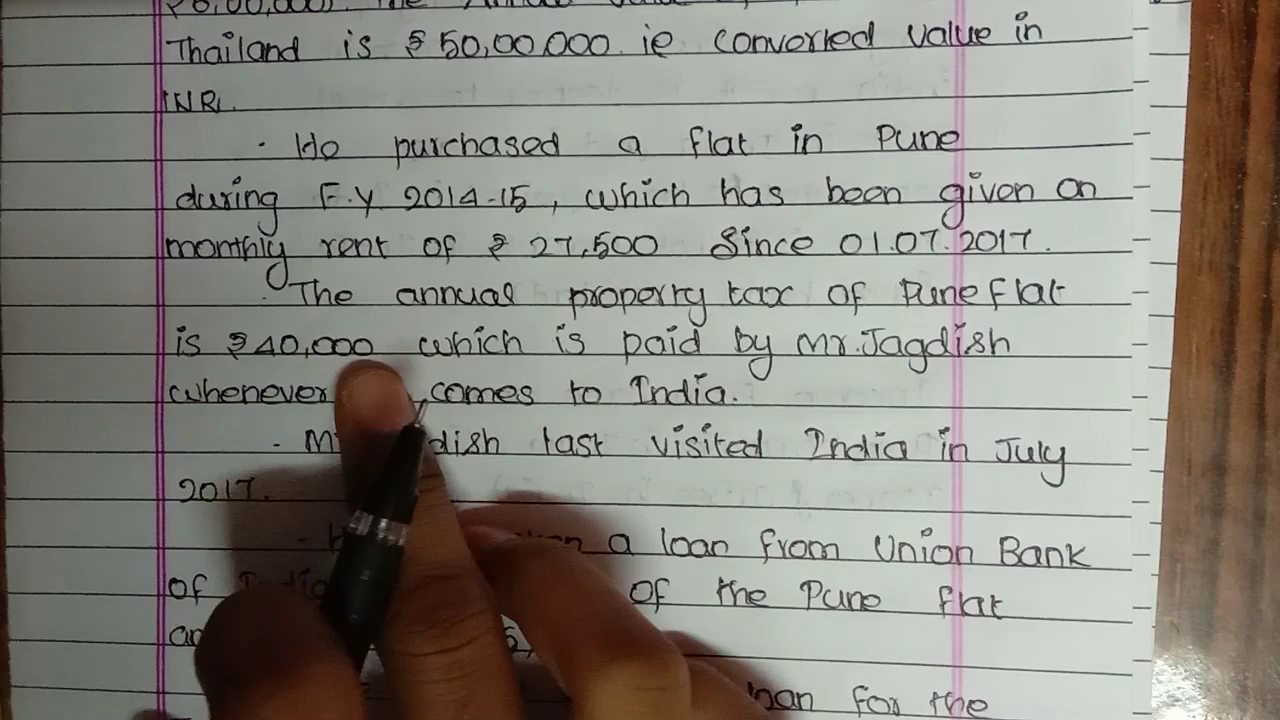 Thailand is ₹ 50,00,000 ie converted value in
INR.
· He purchased a flat in Pune
during F.Y 2014-15, which has been given on
monthly rent of ₹ 27,500 Since 01.07.2017.
· The annual property tax of Pune flat
is ₹40,000 which is paid by Mr.Jagdish
whenever comes to India.
- dish last visited India in July
2017.
- a loan from Union Bank
of of the Pune flat
loan for the